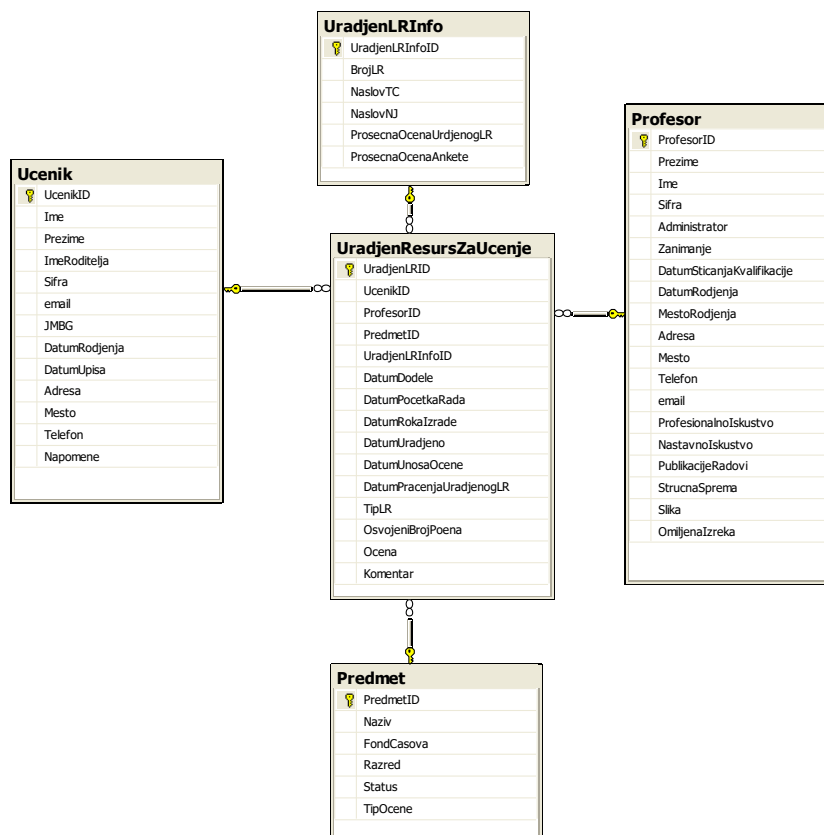 UradjenLRInfo
UradjenLRInfoID
BrojLR
NaslovTC
NaslovNJ
ProsecnaOcenaUrdjenogLR
ProsecnaOcenaAnkete
Ucenik
UcenikID
Ime
Prezime
ImeRoditelja
Sifra
email
JMBG
DatumRodjenja
DatumUpisa
Adresa
Mesto
Telefon
Napomene
UradjenResursZaUcenje
UradjenLRID
UcenikID
ProfesorID
PredmetID
UradjenLRInfoID
DatumDodele
DatumPocetkaRada
DatumRokaIzrade
DatumUradjeno
DatumUnosaOcene
DatumPracenjaUradjenogLR
TipLR
OsvojeniBrojPoena
Ocena
Komentar
Profesor
ProfesorID
Prezime
Ime
Sifra
Administrator
Zanimanje
DatumSticanjaKvalifikacije
DatumRodjenja
MestoRodjenja
Adresa
Mesto
Telefon
email
ProfesionalnoIskustvo
NastavnoIskustvo
PublikacijeRadovi
StrucnaSprema
Slika
OmiljenaIzreka
Predmet
PredmetID
Naziv
FondCasova
Razred
Status
TipOcene